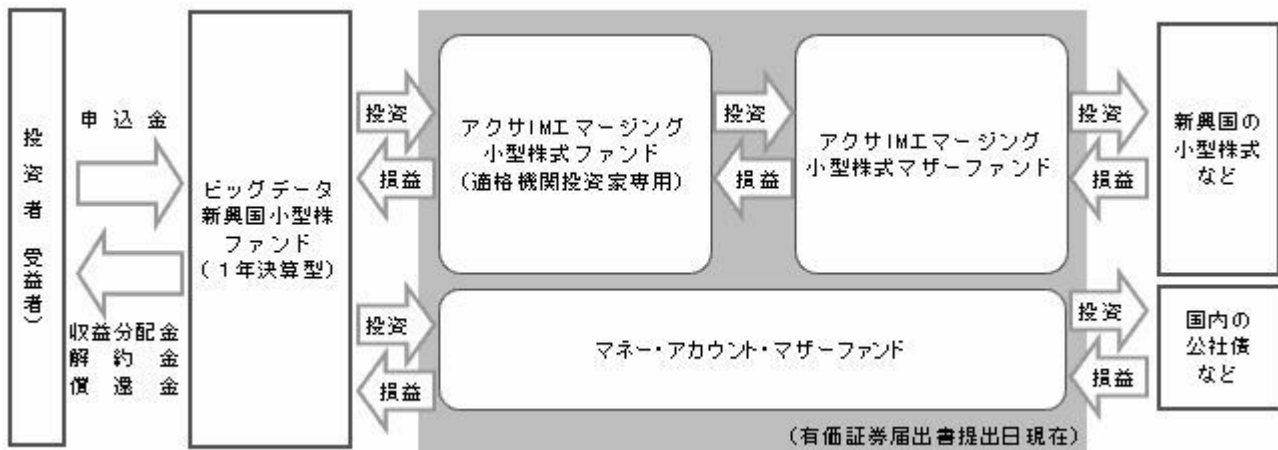 投資者 受益者）
申込金
収益分配金
解約金
償還金
ビッグデータ
新興国小型株
ファンド
（１年決算型）
投資
損益
アクサIMエマージング
小型株式ファンド
（適格機関投資家専用）
投資
損益
アクサIMエマージング
小型株式マザーファンド
投資
損益
新興国の
小型株式
など
投資
損益
マネー・アカウント・マザーファンド
投資
損益
国内の
公社債
など
（有価証券届出書提出日現在）